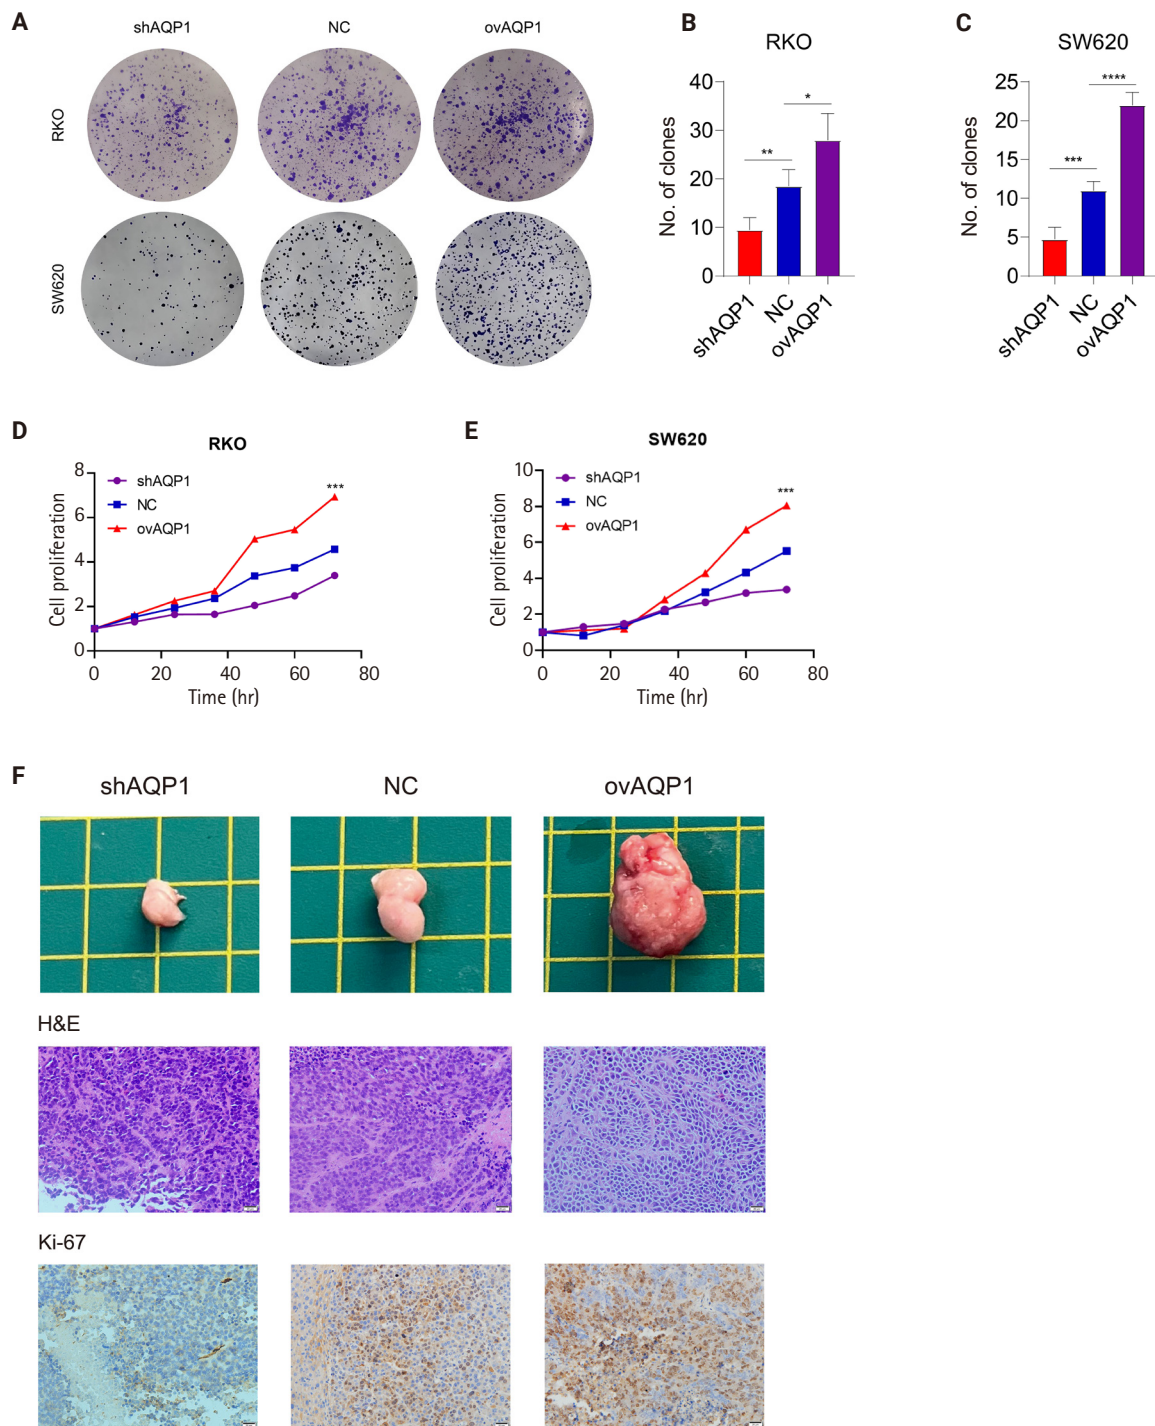 A
shAQP1
NC
ovAQP1
RKO
SW620
B
RKO
No. of clones
40
30
20
10
0
**
*
shAQP1
NC
ovAQP1
C
SW620
No. of clones
25
20
15
10
5
0
***
****
shAQP1
NC
ovAQP1
D
RKO
Cell proliferation
8
6
4
2
0
shAQP1
NC
ovAQP1
***
0 20 40 60 80
Time (hr)
E
SW620
Cell proliferation
10
8
6
4
2
0
shAQP1
NC
ovAQP1
***
0 20 40 60 80
Time (hr)
F
shAQP1
NC
ovAQP1
H&E
Ki-67